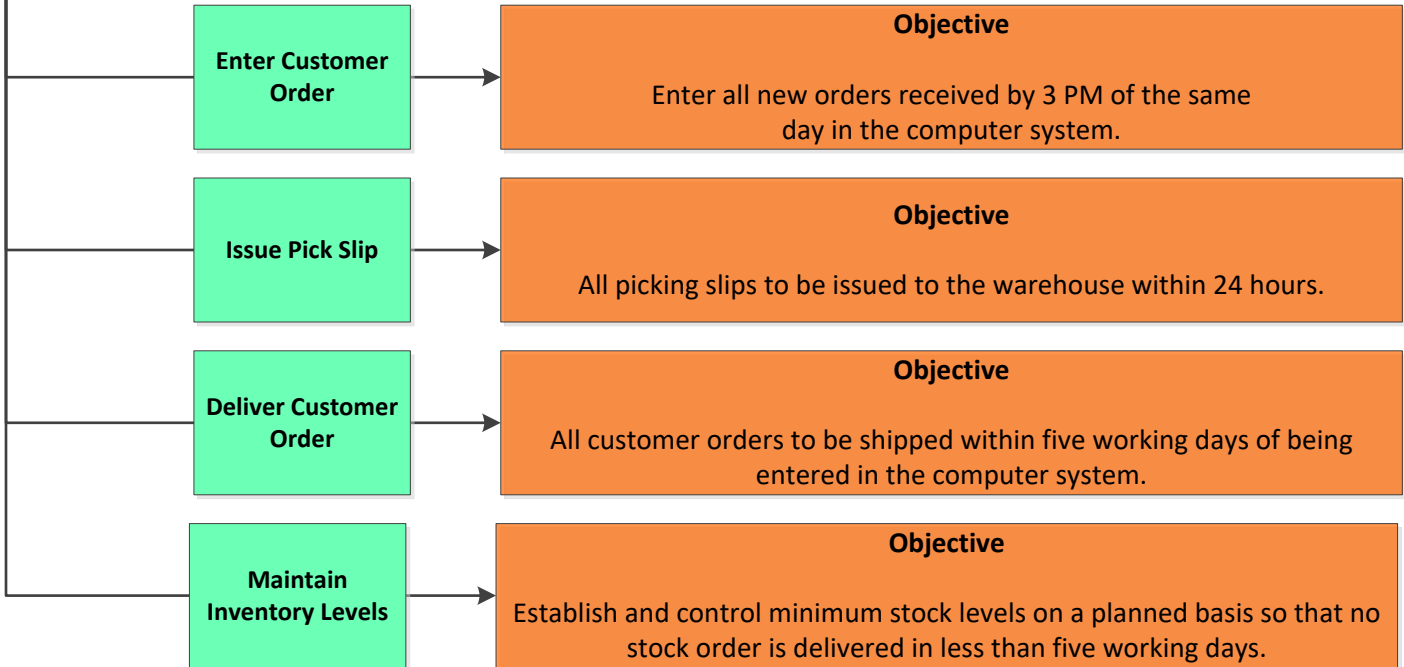 Enter Customer
Order
Objective
Enter all new orders received by 3 PM of the same
day in the computer system.
Issue Pick Slip
Objective
All picking slips to be issued to the warehouse within 24 hours.
Deliver Customer
Order
Objective
All customer orders to be shipped within five working days of being
entered in the computer system.
Maintain
Inventory Levels
Objective
Establish and control minimum stock levels on a planned basis so that no
stock order is delivered in less than five working days.